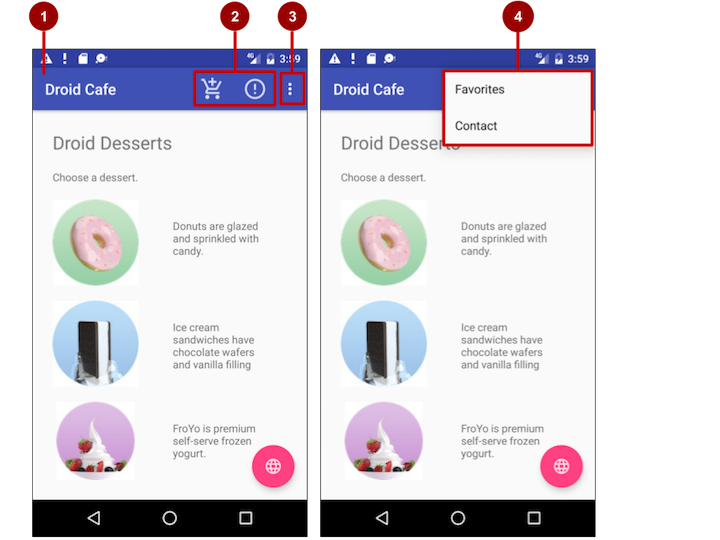 1
2
3
4
4G 3:59
4G 3:59
Droid Cafe
Droid Cafe
Favorites
Contact
Droid Desserts
Choose a dessert.
Donuts are glazed
and sprinkled with
candy.
Ice cream
sandwiches have
chocolate wafers
and vanilla filling
FroYo is premium
self-serve frozen
yogurt.
Droid Desserts
Choose a dessert.
Donuts are glazed
and sprinkled with
candy.
Ice cream
sandwiches have
chocolate wafers
and vanilla filling
FroYo is premium
self-serve frozen
yogurt.